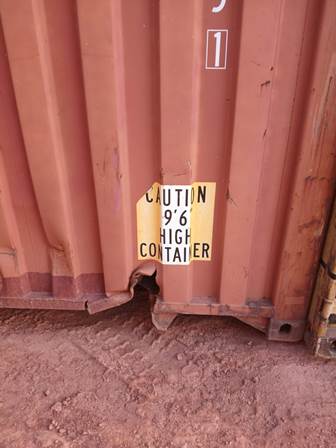 1
CAUTION
9'6
HIGH
CONTAINER